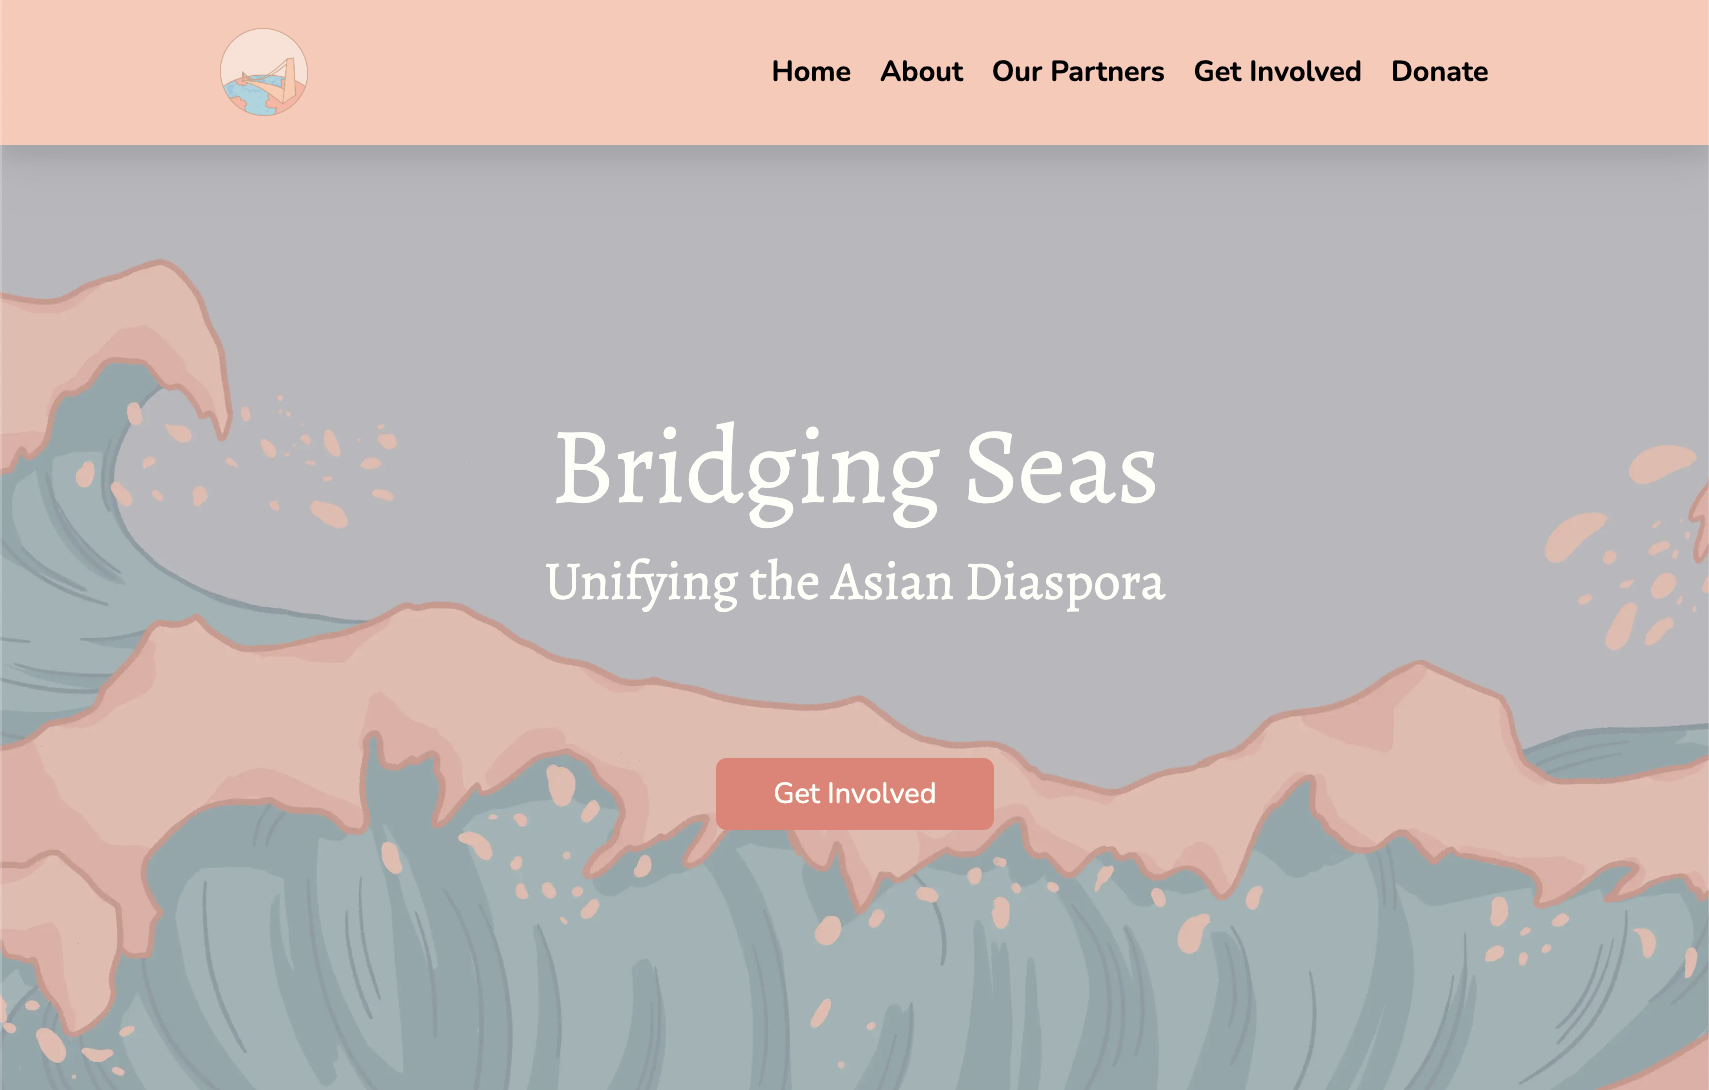 Home About Our Partners Get Involved Donate
Bridging Seas
Unifying the Asian Diaspora
Get Involved